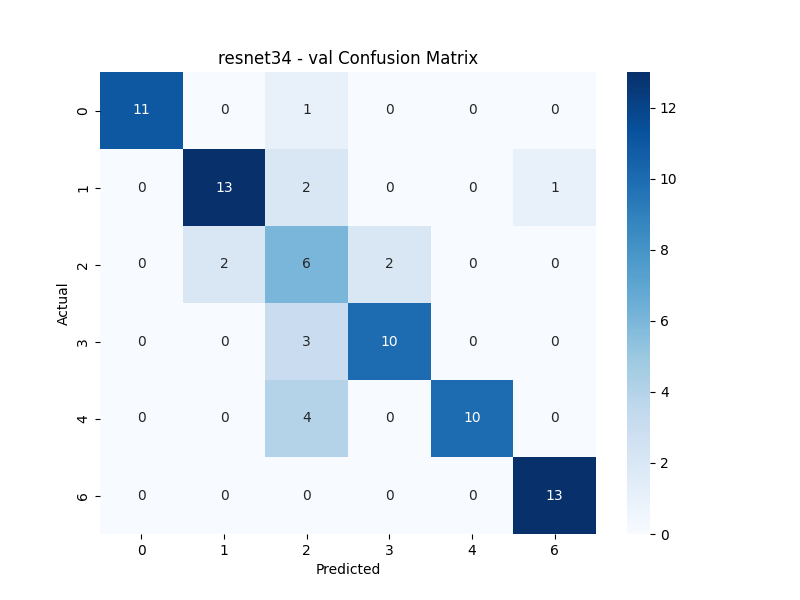 resnet34 - val Confusion Matrix
0 11 0 1 0 0 0
1 0 13 2 0 0 1
2 0 2 6 2 0 0
3 0 0 3 10 0 0
4 0 0 4 0 10 0
6 0 0 0 0 0 13
0 1 2 3 4 6
Predicted
Actual
12
10
8
6
4
2
0